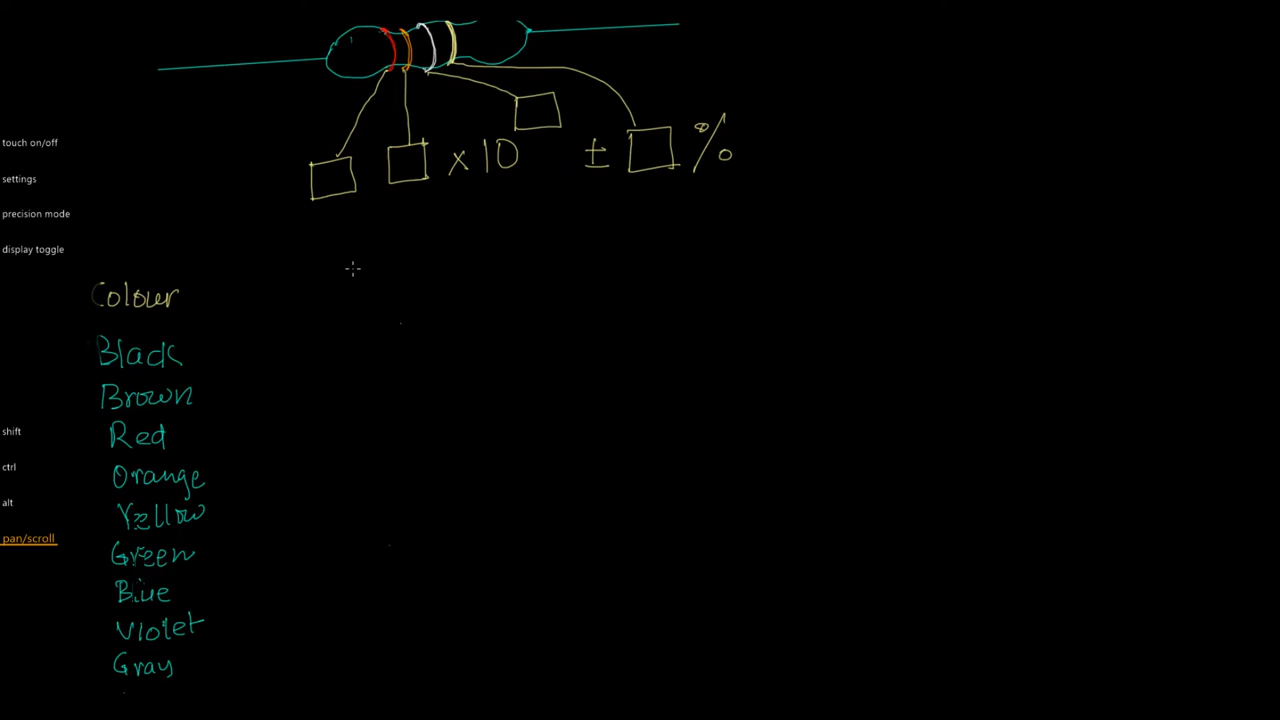 x 10 ± %
touch on/off
settings
precision mode
display toggle
Colour
Black
Brown
Red
shift
ctrl
Orange
alt
Yellow
pan/scroll
Green
Blue
Violet
Gray